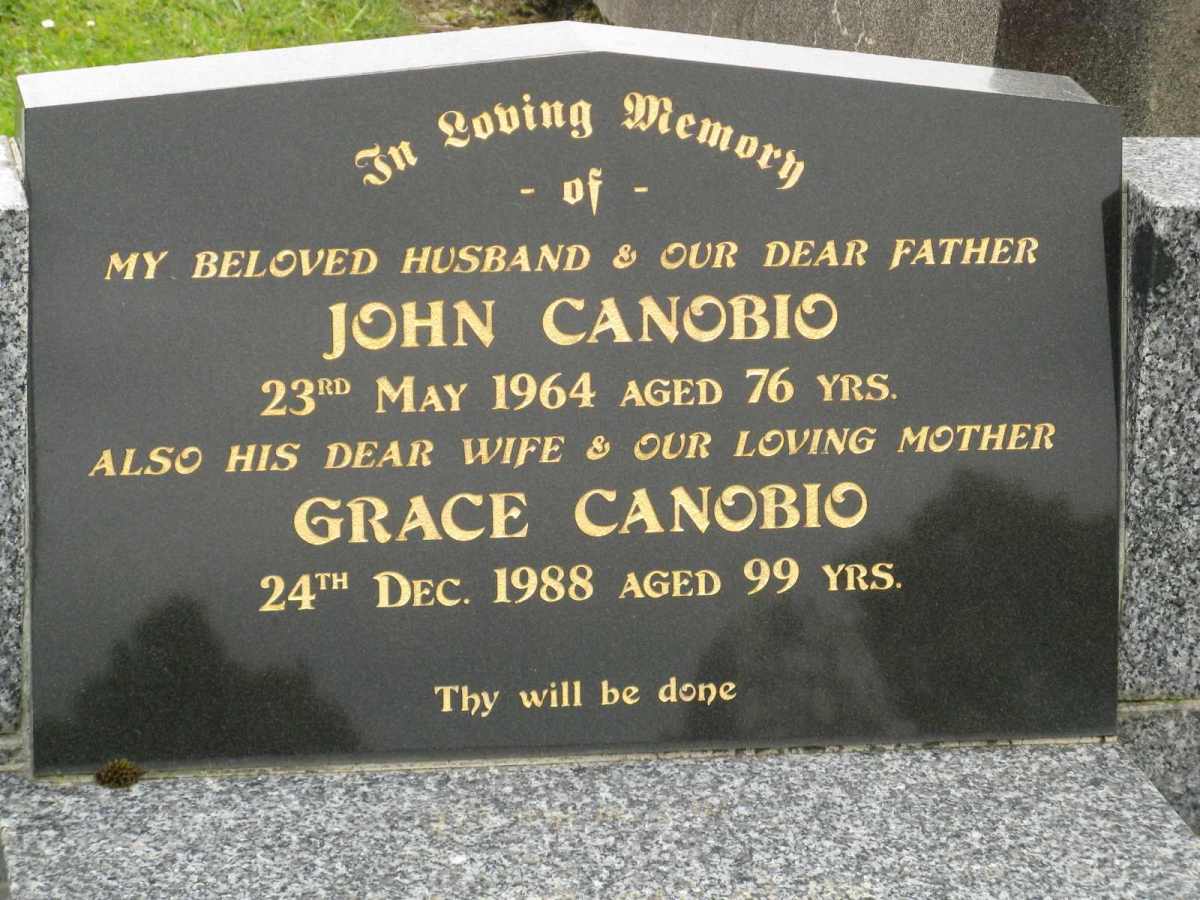 In Loving Memory
- of -
MY BELOVED HUSBAND & OUR DEAR FATHER
JOHN CANOBIO
23RD MAY 1964 AGED 76 YRS.
ALSO HIS DEAR WIFE & OUR LOVING MOTHER
GRACE CANOBIO
24TH DEC. 1988 AGED 99 YRS.
Thy will be done